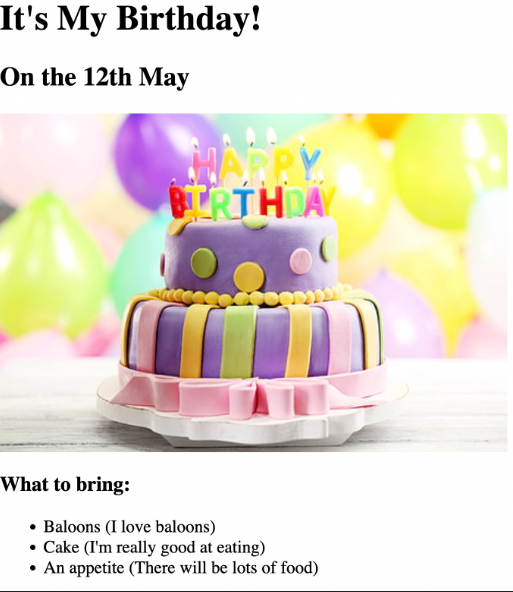 It's My Birthday!
On the 12th May
HAPPY
BIRTHDAY
What to bring:
Baloons (I love baloons)
Cake (I'm really good at eating)
An appetite (There will be lots of food)